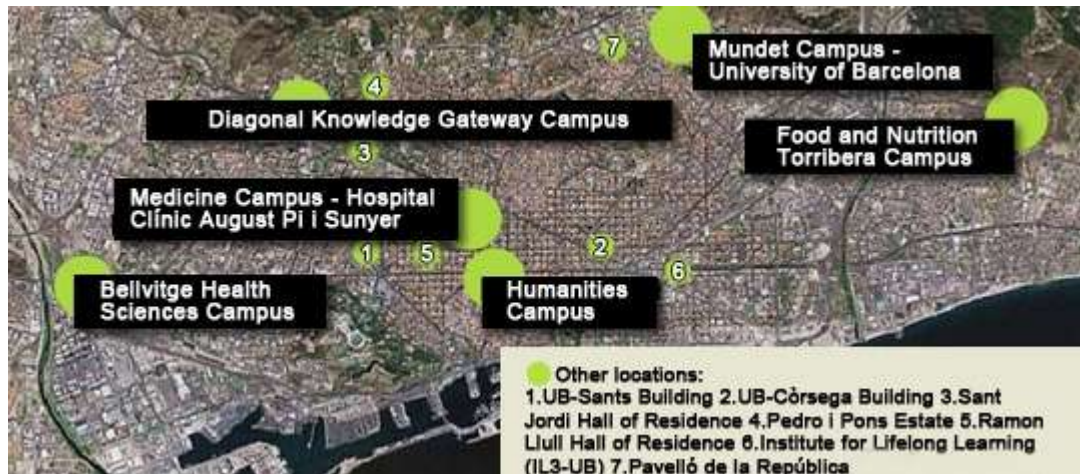 7
Mundet Campus -
University of Barcelona
4
Diagonal Knowledge Gateway Campus
Food and Nutrition
Torribera Campus
3
Medicine Campus - Hospital
Clínic August Pi i Sunyer
1
5
2
6
Bellvitge Health
Sciences Campus
Humanities
Campus
Other locations:
1.UB-Sants Building 2.UB-Còrsega Building 3.Sant
Jordi Hall of Residence 4.Pedro i Pons Estate 5.Ramon
Llull Hall of Residence 6.Institute for Lifelong Learning
(IL3-UB) 7.Pavelló de la República